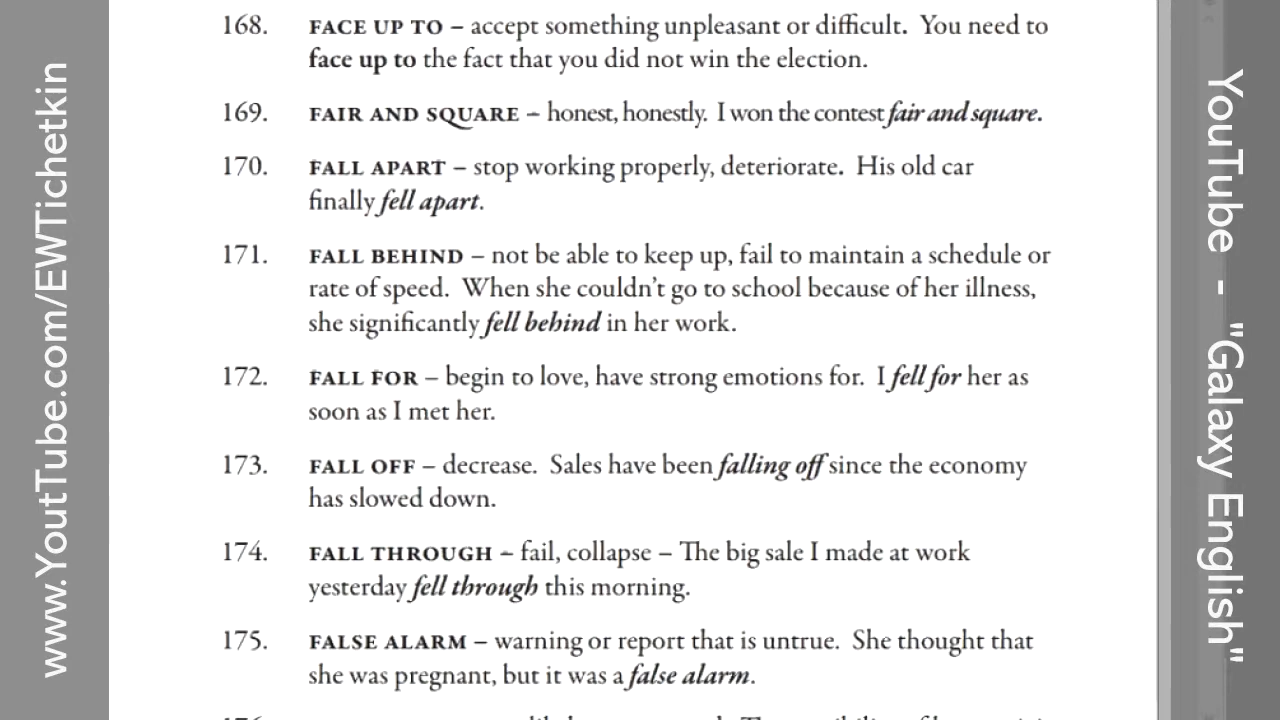 www.YoutTube.com/EWTichetkin
168. FACE UP TO – accept something unpleasant or difficult. You need to
face up to the fact that you did not win the election.
169. FAIR AND SQUARE – honest, honestly. I won the contest fair and square.
170. FALL APART – stop working properly, deteriorate. His old car
finally fell apart.
171. FALL BEHIND – not be able to keep up, fail to maintain a schedule or
rate of speed. When she couldn't go to school because of her illness,
she significantly fell behind in her work.
172. FALL FOR – begin to love, have strong emotions for. I fell for her as
soon as I met her.
173. FALL OFF – decrease. Sales have been falling off since the economy
has slowed down.
174. FALL THROUGH – fail, collapse – The big sale I made at work
yesterday fell through this morning.
175. FALSE ALARM – warning or report that is untrue. She thought that
she was pregnant, but it was a false alarm.
YouTube - "Galaxy English"